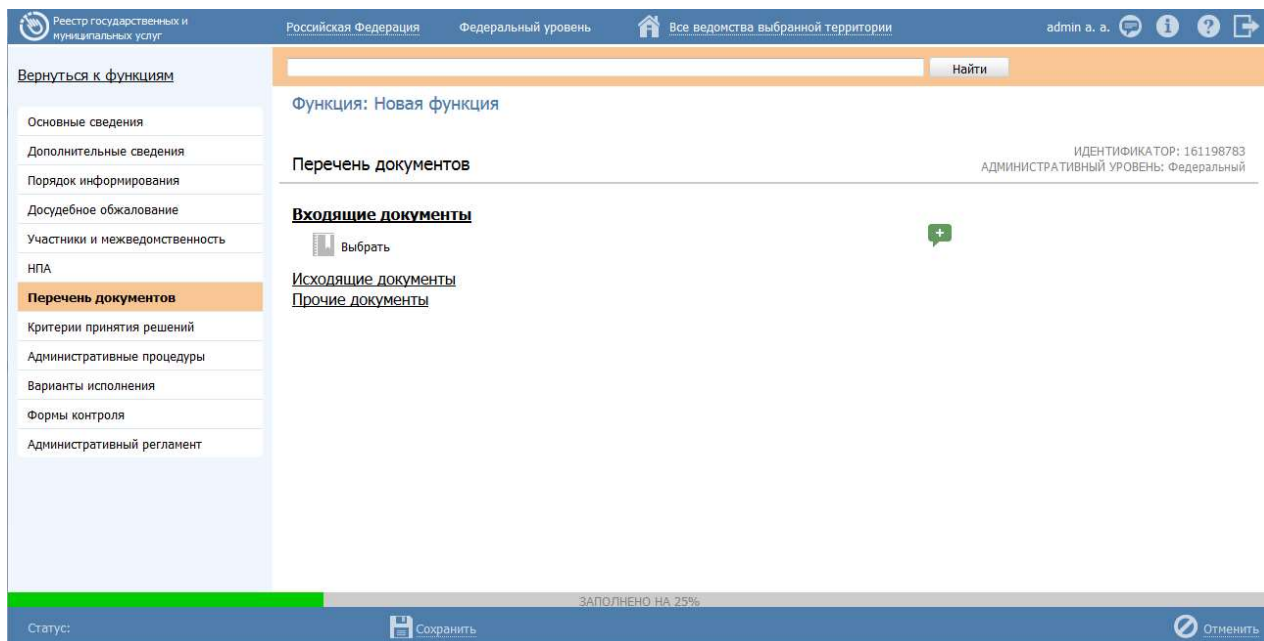 Реестр государственных и
муниципальных услуг
Российская Федерация
Федеральный уровень
Все ведомства выбранной территории
admin a. a.
Вернуться к функциям
Найти
Основные сведения
Дополнительные сведения
Порядок информирования
Досудебное обжалование
Участники и межведомственность
НПА
Перечень документов
Критерии принятия решений
Административные процедуры
Варианты исполнения
Формы контроля
Административный регламент
Функция: Новая функция
Перечень документов
ИДЕНТИФИКАТОР: 161198783
АДМИНИСТРАТИВНЫЙ УРОВЕНЬ: Федеральный
Входящие документы
Выбрать
Исходящие документы
Прочие документы
ЗАПОЛНЕНО НА 25%
Статус:
Сохранить
Отменить